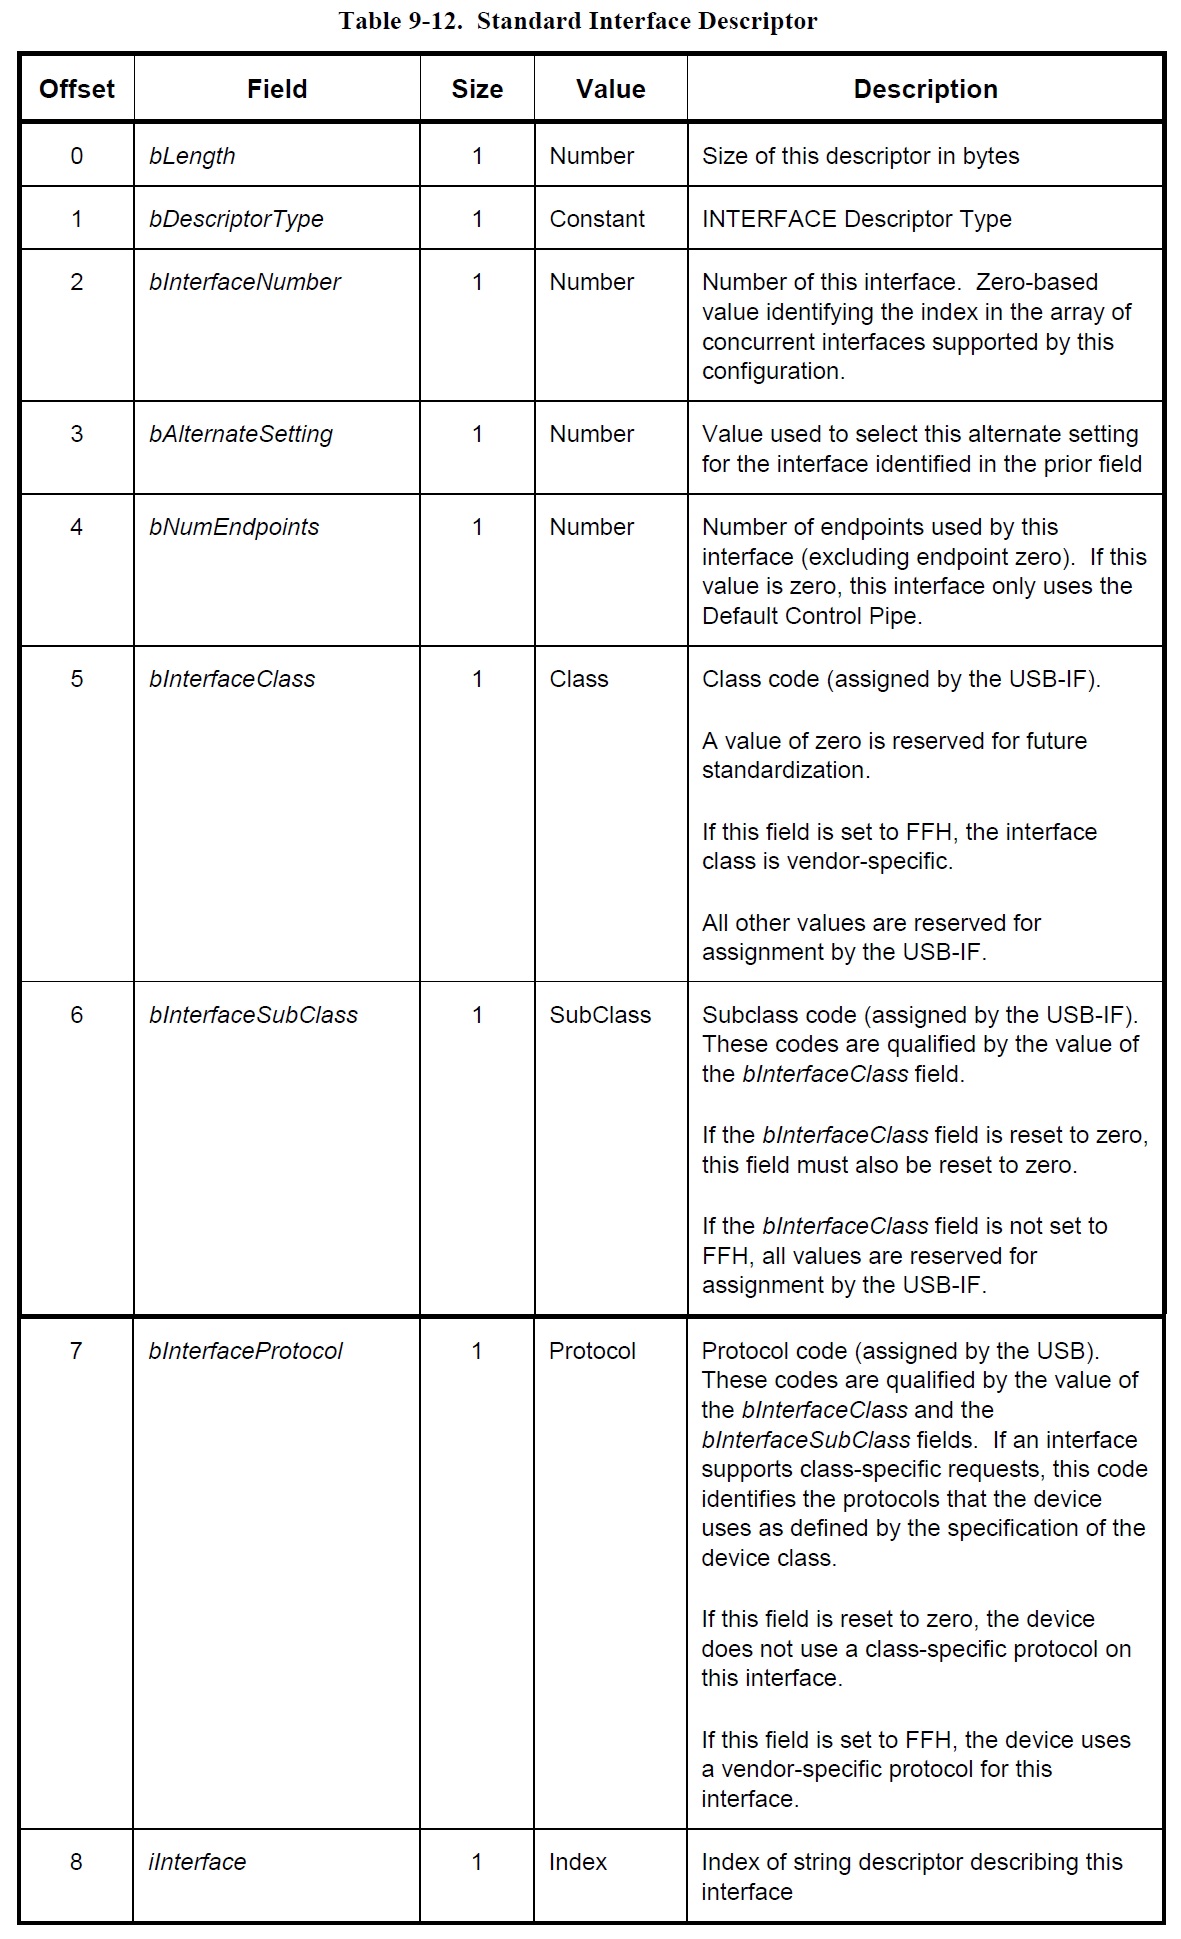 Table 9-12.  Standard Interface Descriptor
Offset Field Size Value Description
0 bLength 1 Number Size of this descriptor in bytes
1 bDescriptorType 1 Constant INTERFACE Descriptor Type
2 bInterfaceNumber 1 Number Number of this interface.  Zero-based
value identifying the index in the array of
concurrent interfaces supported by this
configuration.
3 bAlternateSetting 1 Number Value used to select this alternate setting
for the interface identified in the prior field
4 bNumEndpoints 1 Number Number of endpoints used by this
interface (excluding endpoint zero).  If this
value is zero, this interface only uses the
Default Control Pipe.
5 bInterfaceClass 1 Class Class code (assigned by the USB-IF).
A value of zero is reserved for future
standardization.
If this field is set to FFH, the interface
class is vendor-specific.
All other values are reserved for
assignment by the USB-IF.
6 bInterfaceSubClass 1 SubClass Subclass code (assigned by the USB-IF).
These codes are qualified by the value of
the bInterfaceClass field.
If the bInterfaceClass field is reset to zero,
this field must also be reset to zero.
If the bInterfaceClass field is not set to
FFH, all values are reserved for
assignment by the USB-IF.
7 bInterfaceProtocol 1 Protocol Protocol code (assigned by the USB).
These codes are qualified by the value of
the bInterfaceClass and the
bInterfaceSubClass fields.  If an interface
supports class-specific requests, this code
identifies the protocols that the device
uses as defined by the specification of the
device class.
If this field is reset to zero, the device
does not use a class-specific protocol on
this interface.
If this field is set to FFH, the device uses
a vendor-specific protocol for this
interface.
8 iInterface 1 Index Index of string descriptor describing this
interface